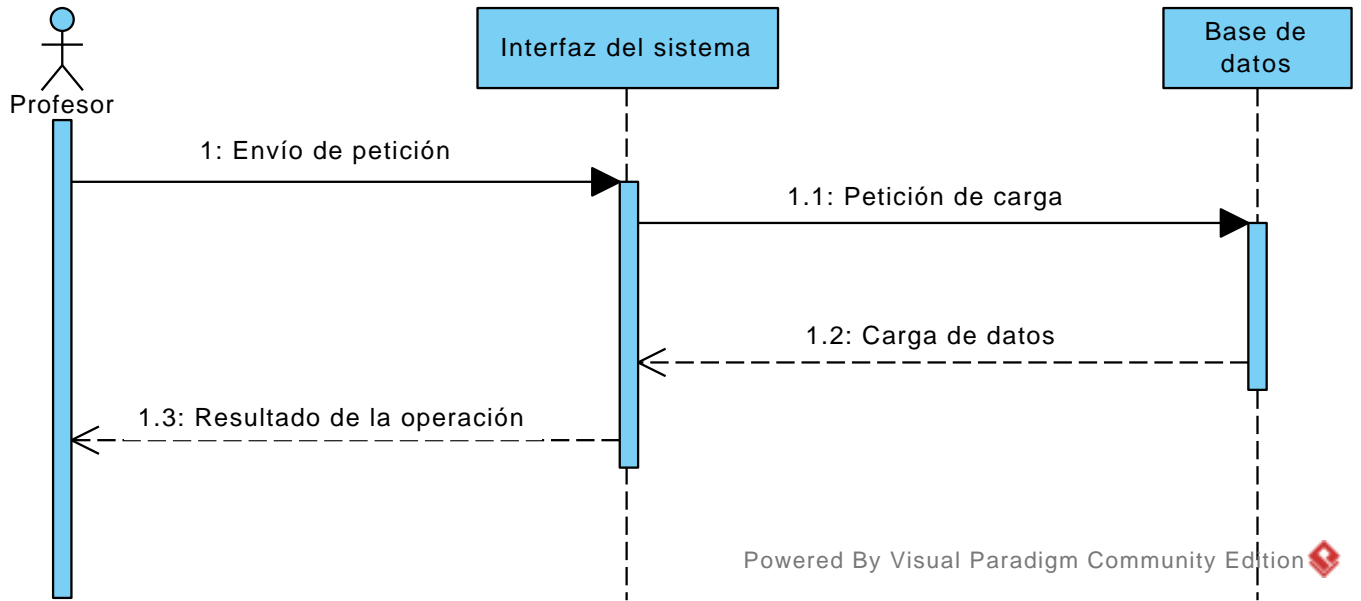 Profesor
Interfaz del sistema
Base de
datos
1: Envío de petición
1.1: Petición de carga
1.2: Carga de datos
1.3: Resultado de la operación
Powered By Visual Paradigm Community Edition